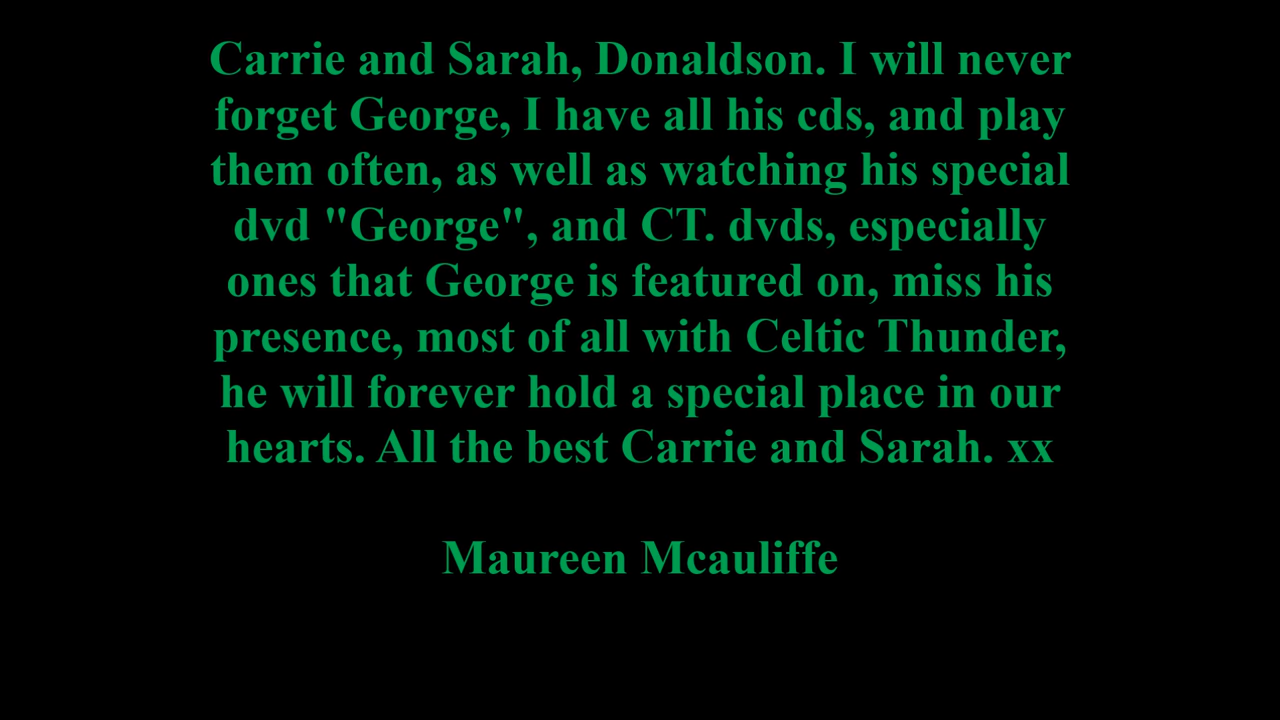 Carrie and Sarah, Donaldson. I will never
forget George, I have all his cds, and play
them often, as well as watching his special
dvd "George", and CT. dvds, especially
ones that George is featured on, miss his
presence, most of all with Celtic Thunder,
he will forever hold a special place in our
hearts. All the best Carrie and Sarah. xx
Maureen Mcauliffe